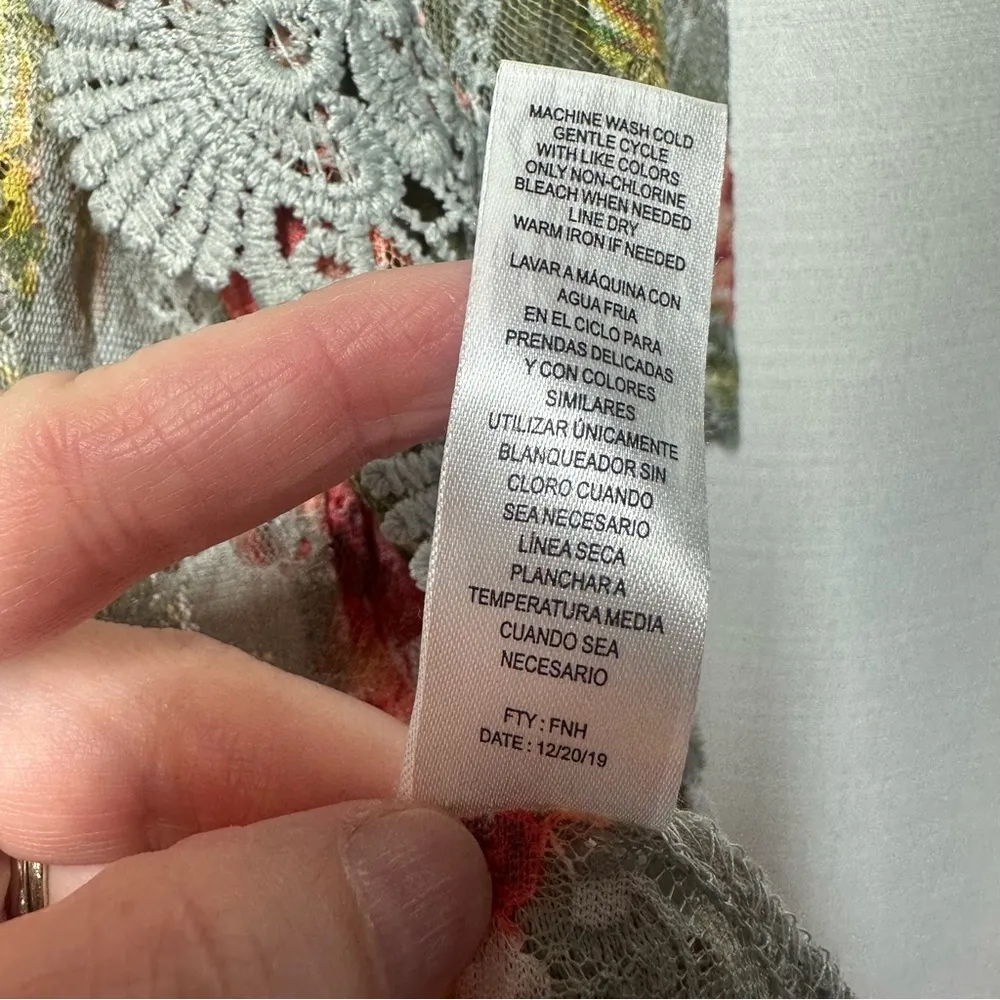 MACHINE WASH COLD
GENTLE CYCLE
WITH LIKE COLORS
ONLY NON-CHLORINE
BLEACH WHEN NEEDED
LINE DRY
WARM IRON IF NEEDED
LAVAR A MÁQUINA CON
AGUA FRIA
EN EL CICLO PARA
PRENDAS DELICADAS
Y CON COLORES
SIMILARES
UTILIZAR ÚNICAMENTE
BLANQUEADOR SIN
CLORO CUANDO
SEA NECESARIO
LÍNEA SECA
PLANCHAR A
TEMPERATURA MEDIA
CUANDO SEA
NECESARIO
FTY : FNH
DATE : 12/20/19